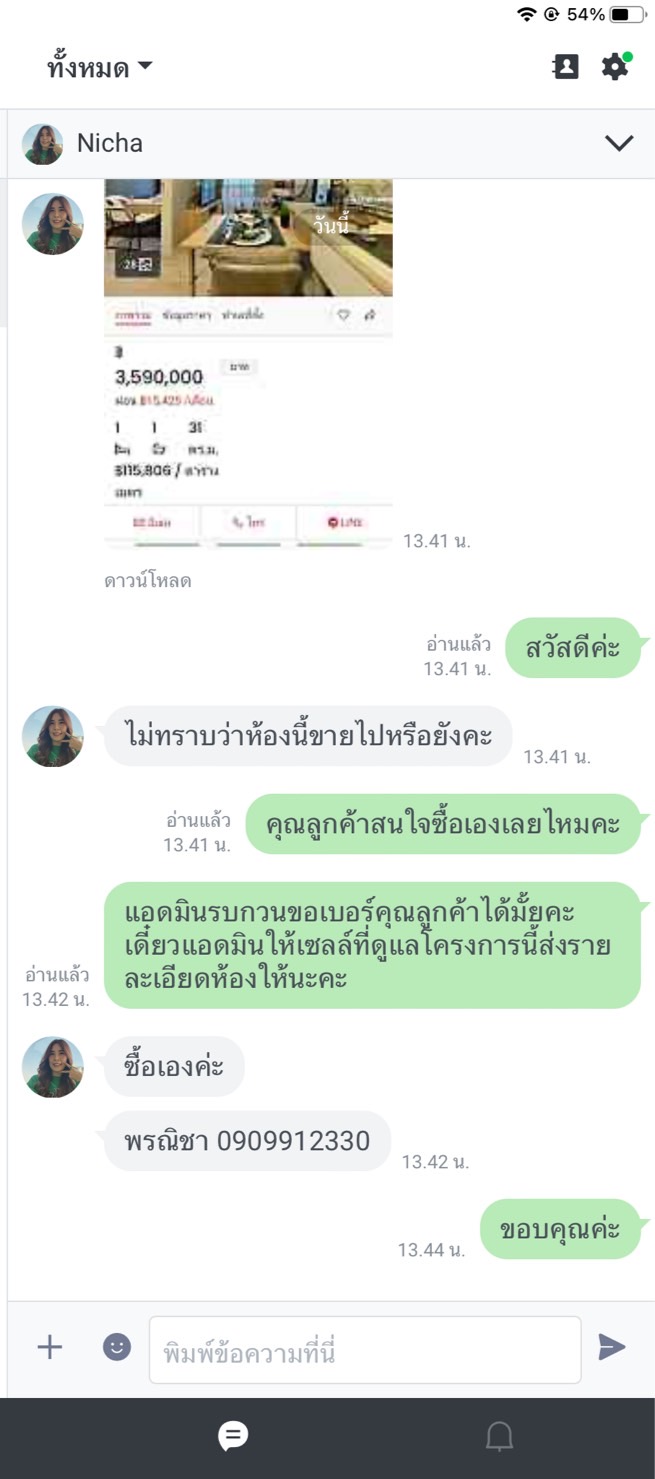 54%
ทั้งหมด
Nicha
วันนี้
28
฿
3,590,000 บาท
ผ่อน ฿15,425 /เดือน
1 1 31
ตร.ม.
฿115,806 / ตาราง
เมตร
โทร LINE
13.41 น.
ดาวน์โหลด
อ่านแล้ว
13.41 น.
สวัสดีค่ะ
ไม่ทราบว่าห้องนี้ขายไปหรือยังคะ
13.41 น.
อ่านแล้ว
13.41 น.
คุณลูกค้าสนใจซื้อเองเลยไหมคะ
แอดมินรบกวนขอเบอร์คุณลูกค้าได้มั้ยคะ
เดี๋ยวแอดมินให้เซลล์ที่ดูแลโครงการนี้ส่งราย
ละเอียดห้องให้นะคะ
อ่านแล้ว
13.42 น.
ซื้อเองค่ะ
พรณิชา 0909912330
13.42 น.
ขอบคุณค่ะ
13.44 น.
พิมพ์ข้อความที่นี่